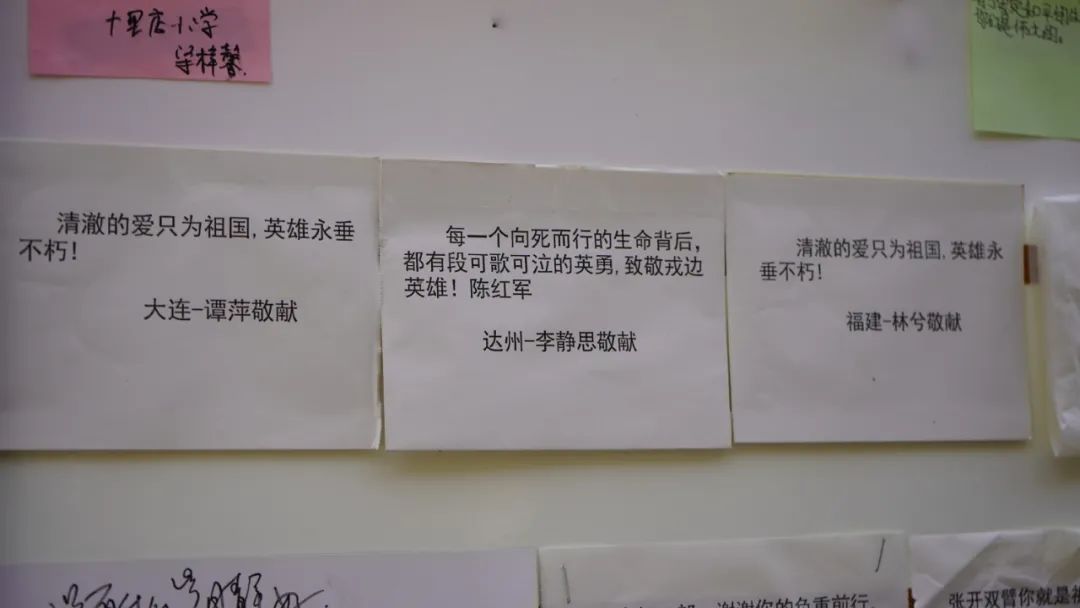 十里店小学
梁梓馨
清澈的爱只为祖国,英雄永垂
不朽!
大连-谭萍敬献
每一个向死而行的生命背后,
都有段可歌可泣的英勇,致敬戎边
英雄!陈红军
达州-李静思敬献
清澈的爱只为祖国,英雄永
垂不朽!
福建-林兮敬献
谢谢你的负重前行。
张开双臂你就是祖